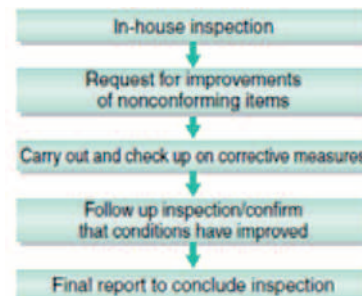 In-house inspection
Request for improvements
of nonconforming items
Carry out and check up on corrective measures
Follow up inspection/confirm
that conditions have improved
Final report to conclude inspection